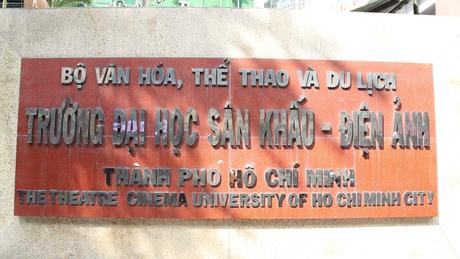 BỘ VĂN HÓA, THỂ THAO VÀ DU LỊCH
TRƯỜNG ĐẠI HỌC SÂN KHẤU - ĐIỆN ẢNH
THÀNH PHỐ HỒ CHÍ MINH
THE THEATRE CINEMA UNIVERSITY OF HO CHI MINH CITY